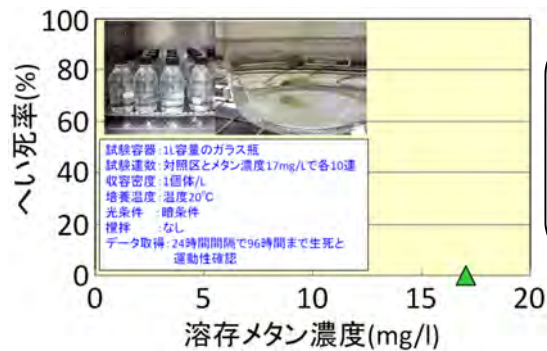 へい死率(%)
100
80
60
40
20
0
試験容器：1L容量のガラス瓶
試験連数：対照区とメタン濃度17mg/Lで各10連
収容密度：1個体/L
培養温度：温度20℃
光条件　：暗条件
攪拌　　：なし
データ取得：24時間間隔で96時間まで生死と
運動性確認
0 5 10 15 20
溶存メタン濃度(mg/l)